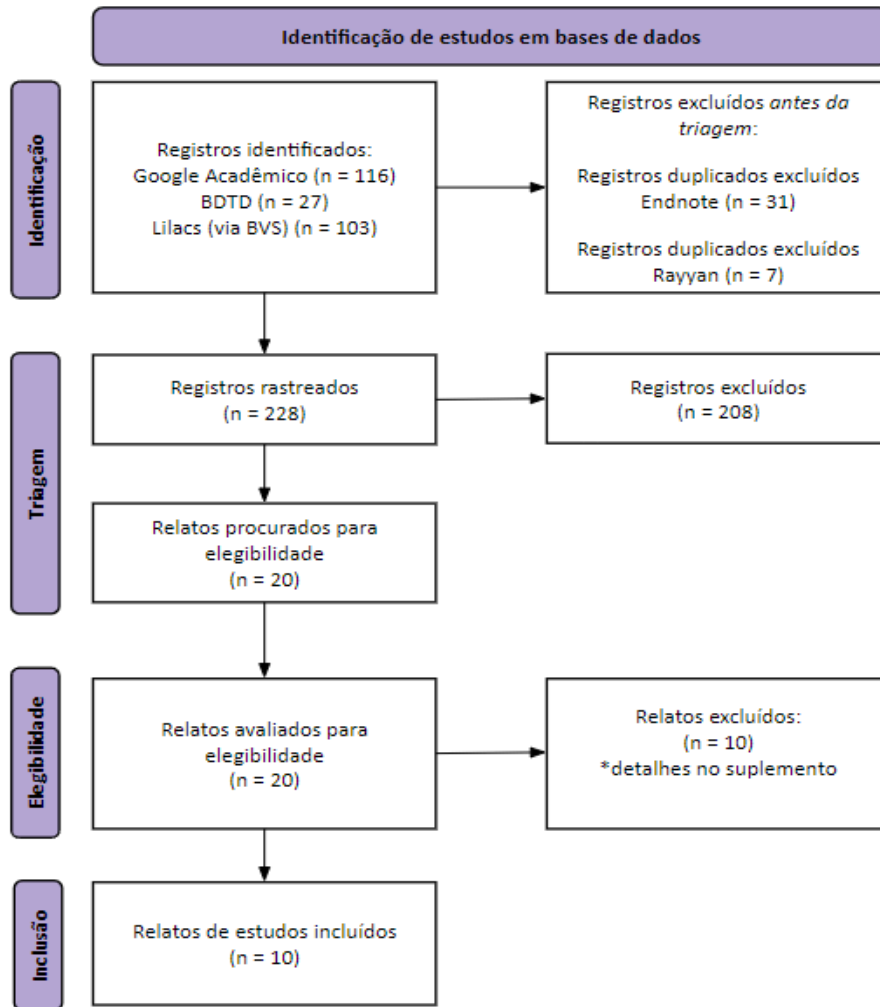 Identificação de estudos em bases de dados
Identificação
Registros identificados:
Google Acadêmico (n = 116)
BDTD (n = 27)
Lilacs (via BVS) (n = 103)
Registros excluídos antes da
triagem:
Registros duplicados excluídos
Endnote (n = 31)
Registros duplicados excluídos
Rayyan (n = 7)
Triagem
Registros rastreados
(n = 228)
Registros excluídos
(n = 208)
Relatos procurados para
elegibilidade
(n = 20)
Elegibilidade
Relatos avaliados para
elegibilidade
(n = 20)
Relatos excluídos:
(n = 10)
*detalhes no suplemento
Inclusão
Relatos de estudos incluídos
(n = 10)